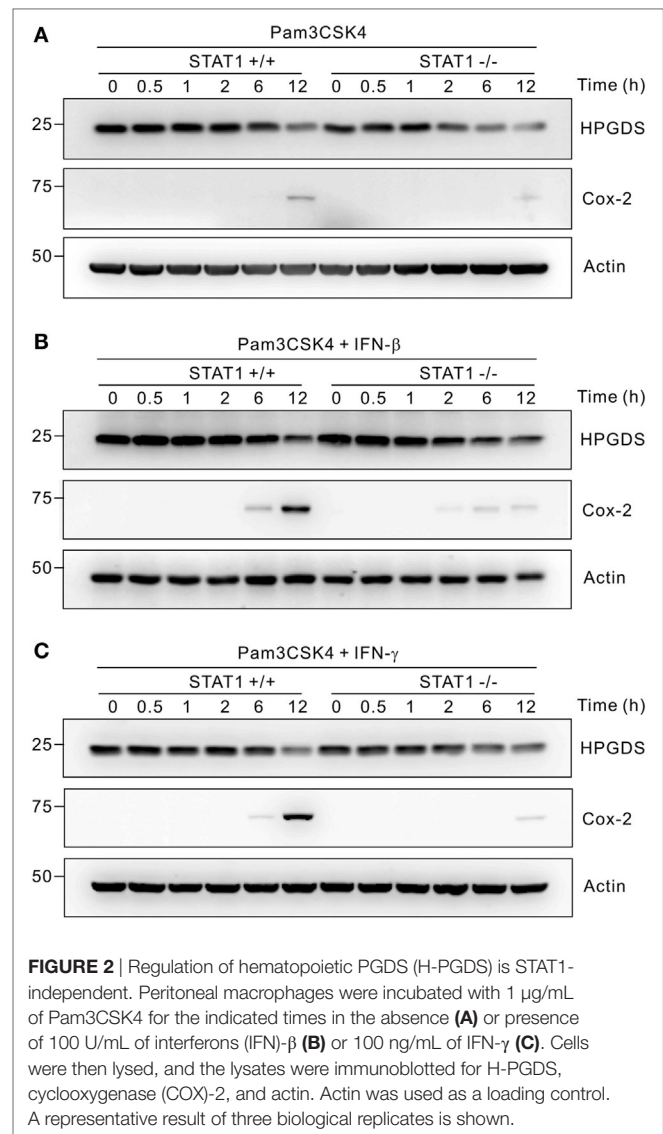 A
Pam3CSK4
STAT1 +/+ STAT1 -/-
0 0.5 1 2 6 12 0 0.5 1 2 6 12 Time (h)
25 HPGDS
75 Cox-2
50 Actin
B
Pam3CSK4 + IFN-β
STAT1 +/+ STAT1 -/-
0 0.5 1 2 6 12 0 0.5 1 2 6 12 Time (h)
25 HPGDS
75 Cox-2
50 Actin
C
Pam3CSK4 + IFN-γ
STAT1 +/+ STAT1 -/-
0 0.5 1 2 6 12 0 0.5 1 2 6 12 Time (h)
25 HPGDS
75 Cox-2
50 Actin
FIGURE 2 | Regulation of hematopoietic PGDS (H-PGDS) is STAT1-
independent. Peritoneal macrophages were incubated with 1 µg/mL
of Pam3CSK4 for the indicated times in the absence (A) or presence
of 100 U/mL of interferons (IFN)-β (B) or 100 ng/mL of IFN-γ (C). Cells
were then lysed, and the lysates were immunoblotted for H-PGDS,
cyclooxygenase (COX)-2, and actin. Actin was used as a loading control.
A representative result of three biological replicates is shown.